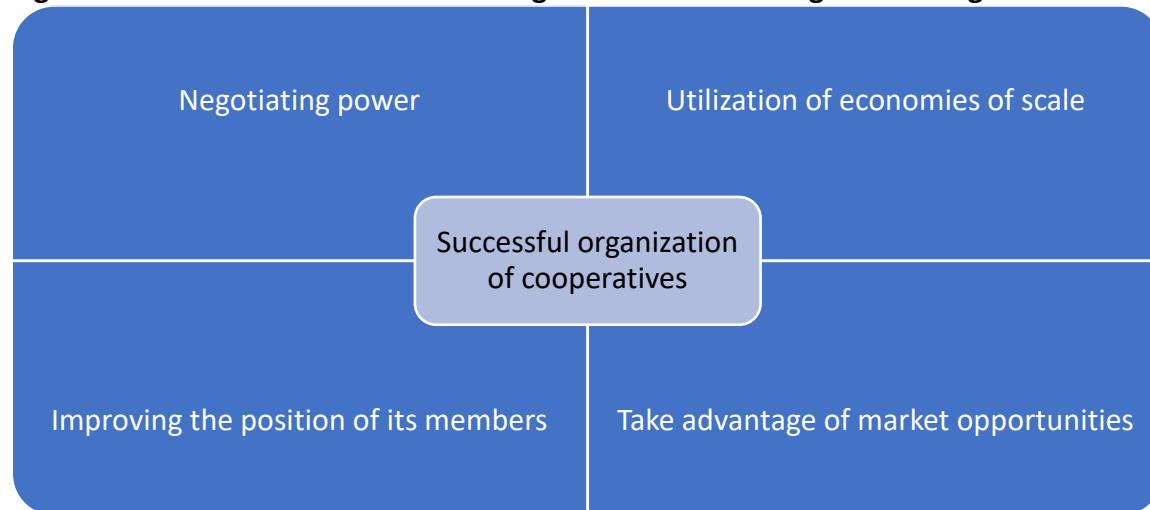 Negotiating power
Utilization of economies of scale
Successful organization
of cooperatives
Improving the position of its members
Take advantage of market opportunities